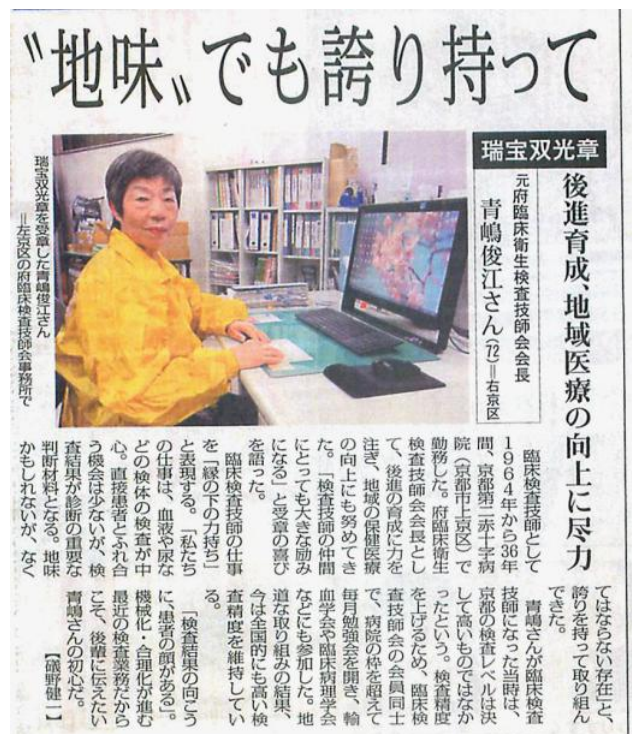 〝地味〟でも誇り持って
瑞宝双光章
後進育成、地域医療の向上に尽力
元府臨床衛生検査技師会会長
青嶋俊江さん(72)=右京区
瑞宝双光章を受章した青嶋俊江さん
=左京区の府臨床検査技師会事務所で
臨床検査技師として
1964年から36年
間、京都第二赤十字病
院(京都市上京区)で
勤務した。府臨床衛生
検査技師会会長とし
て、後進の育成に力を
注ぎ、地域の保健医療
の向上にも努めてき
た。「検査技師の仲間
にとっても大きな励み
になる」と受章の喜び
を語った。
臨床検査技師の仕事
を「縁の下の力持ち」
と表現する。「私たち
の仕事は、血液や尿な
どの検体の検査が中
心。直接患者とふれ合
う機会は少ないが、検
査結果が診断の重要な
判断材料となる。地味
かもしれないが、なく
てはならない存在」と、
誇りを持って取り組ん
できた。
青嶋さんが臨床検査
技師になった当時は、
京都の検査レベルは決
して高いものではなか
ったという。検査精度
を上げるため、臨床検
査技師会の会員同士
で、病院の枠を超えて
毎月勉強会を開き、輸
血学会や臨床病理学会
などにも参加した。地
道な取り組みの結果、
今は全国的にも高い検
査精度を維持してい
る。
「検査結果の向こう
に、患者の顔がある」。
機械化・合理化が進む
最近の検査業務だから
こそ、後輩に伝えたい
青嶋さんの初心だ。
【礒野健一】